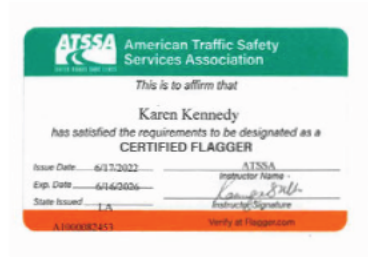 ATSSA
American Traffic Safety
Services Association
This is to affirm that
Karen Kennedy
has satisfied the requirements to be designated as a
CERTIFIED FLAGGER
Issue Date 6/17/2022 ATSSA
Instructor Name
Exp. Date 6/16/2026
State Issued LA Instructor Signature
A1000082453 Verify at Flagger.com